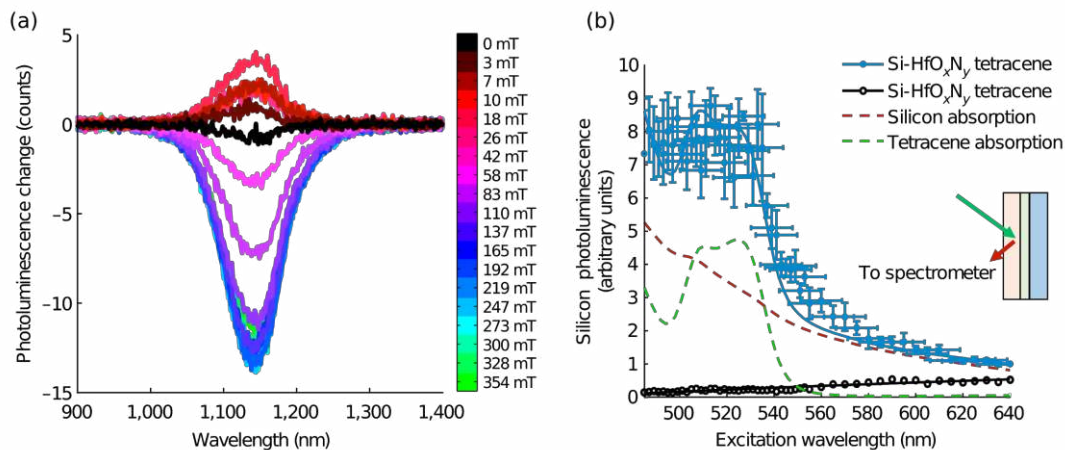 (a)
5
0
−5
−10
−15
900
1,000
1,100
1,200
1,300
1,400
Photoluminescence change (counts)
Wavelength (nm)
0 mT
3 mT
7 mT
10 mT
18 mT
26 mT
42 mT
58 mT
83 mT
110 mT
137 mT
165 mT
192 mT
219 mT
247 mT
273 mT
300 mT
328 mT
354 mT
(b)
Si-HfOxNy tetracene
Si-HfOxNy tetracene
Silicon absorption
Tetracene absorption
10
9
8
7
6
5
4
3
2
1
0
500
520
540
560
580
600
620
640
Silicon photoluminescence
(arbitrary units)
Excitation wavelength (nm)
To spectrometer